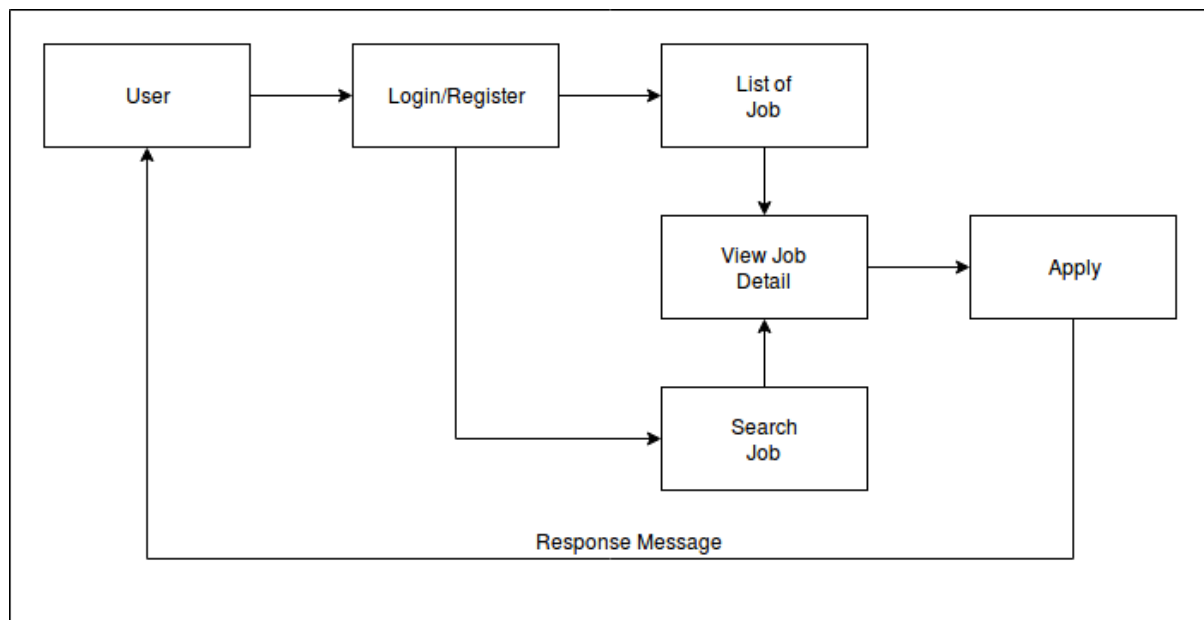 User
Login/Register
List of
Job
View Job
Detail
Apply
Search
Job
Response Message